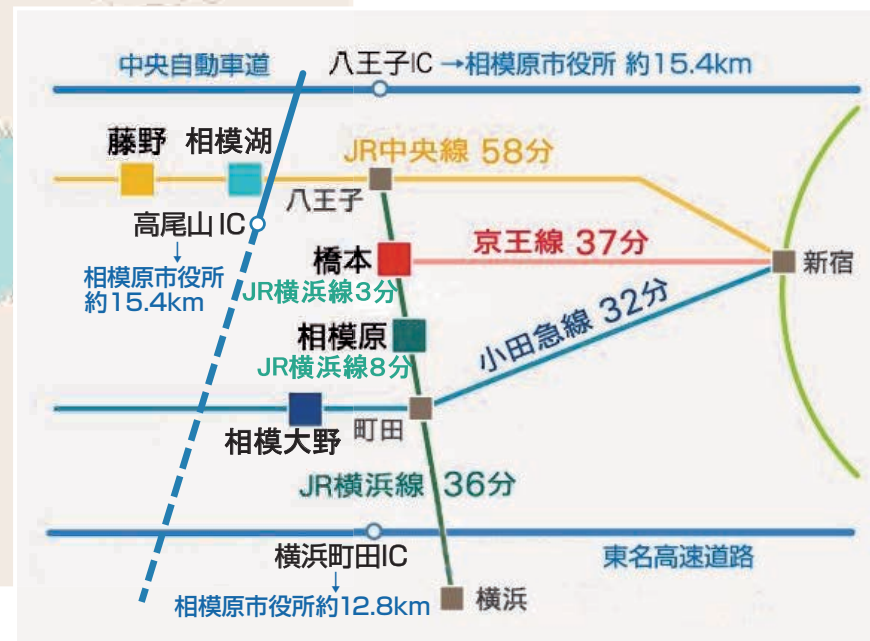 中央自動車道
八王子IC →相模原市役所 約15.4km
藤野
相模湖
JR中央線 58分
八王子
高尾山 IC
↓
相模原市役所
約15.4km
橋本
京王線 37分
新宿
JR横浜線3分
相模原
小田急線 32分
JR横浜線8分
相模大野
町田
JR横浜線 36分
横浜町田IC
↓
相模原市役所約12.8km
東名高速道路
横浜